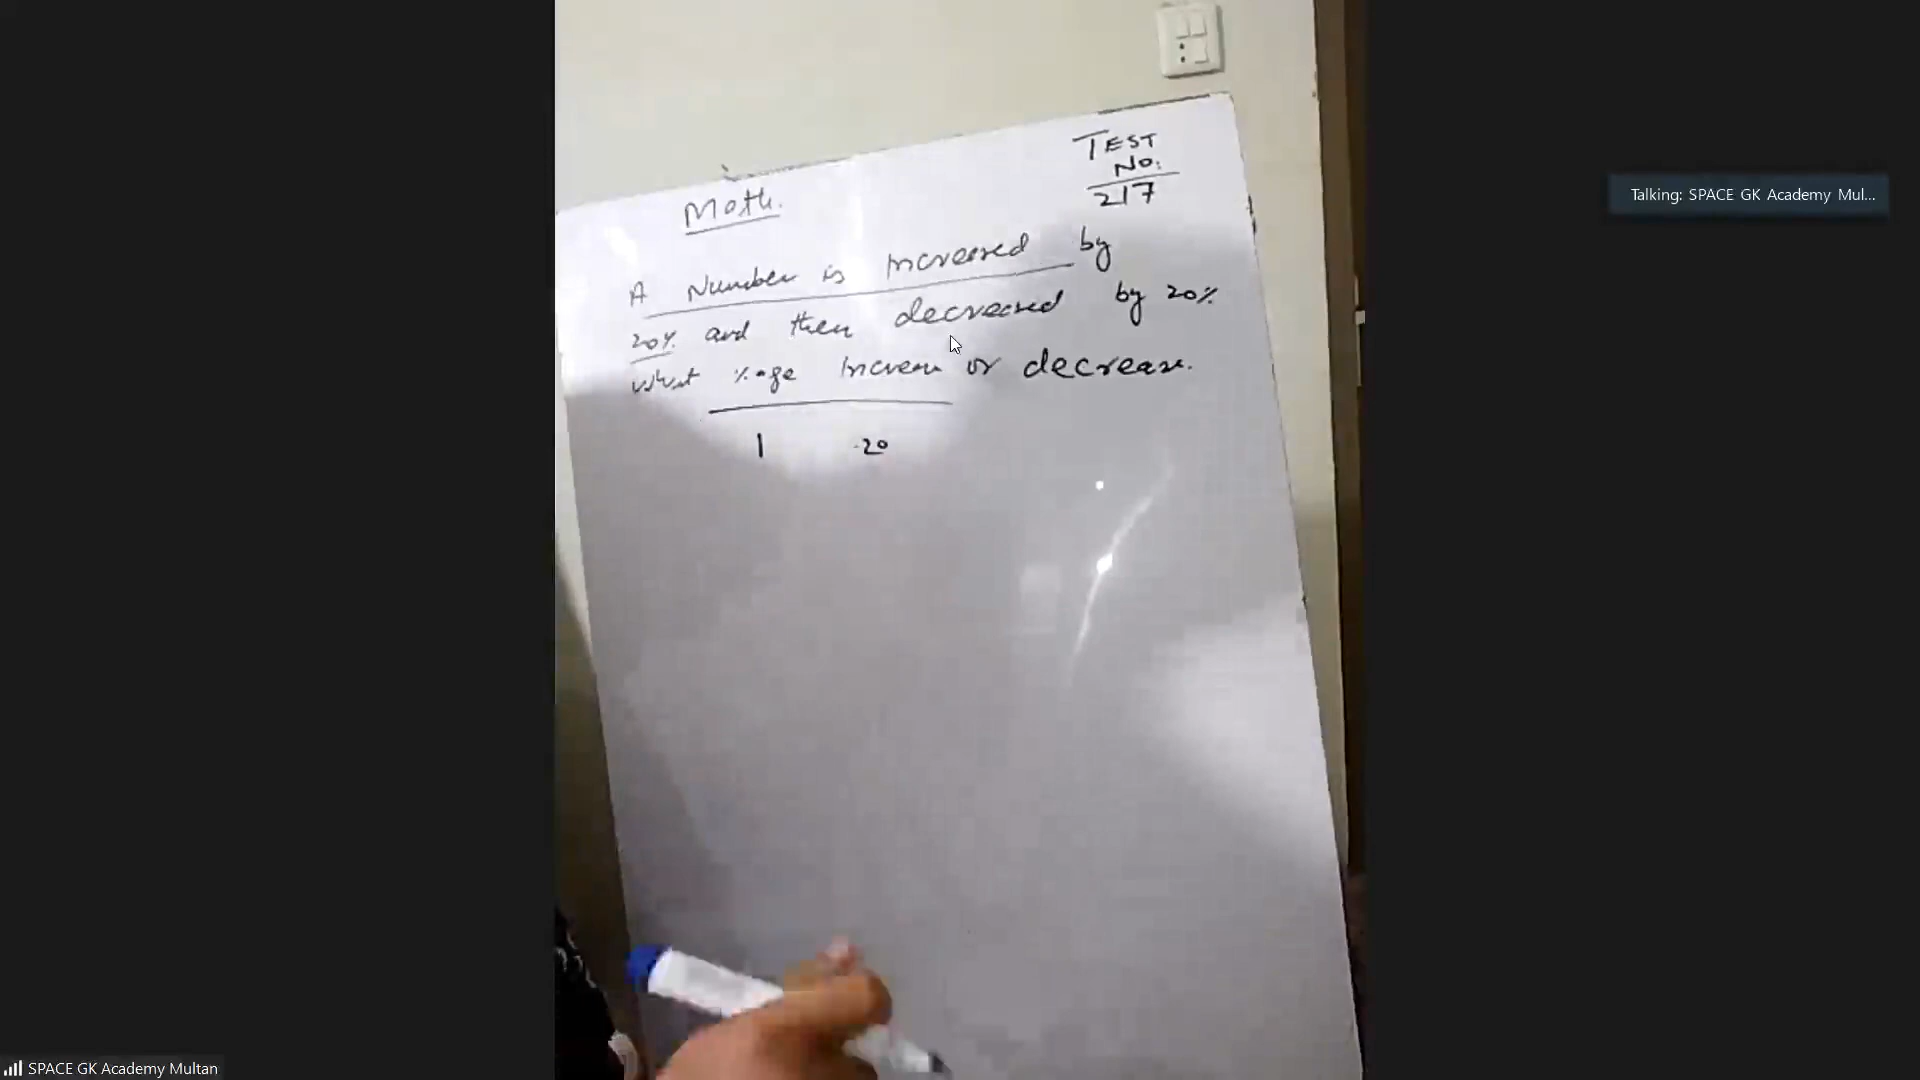 TEST
No:
217
Math.
A Number is Increased by
20% and then decreased by 20%
what %age Increase or decrease.
1 .20
Talking: SPACE GK Academy Mul...
SPACE GK Academy Multan